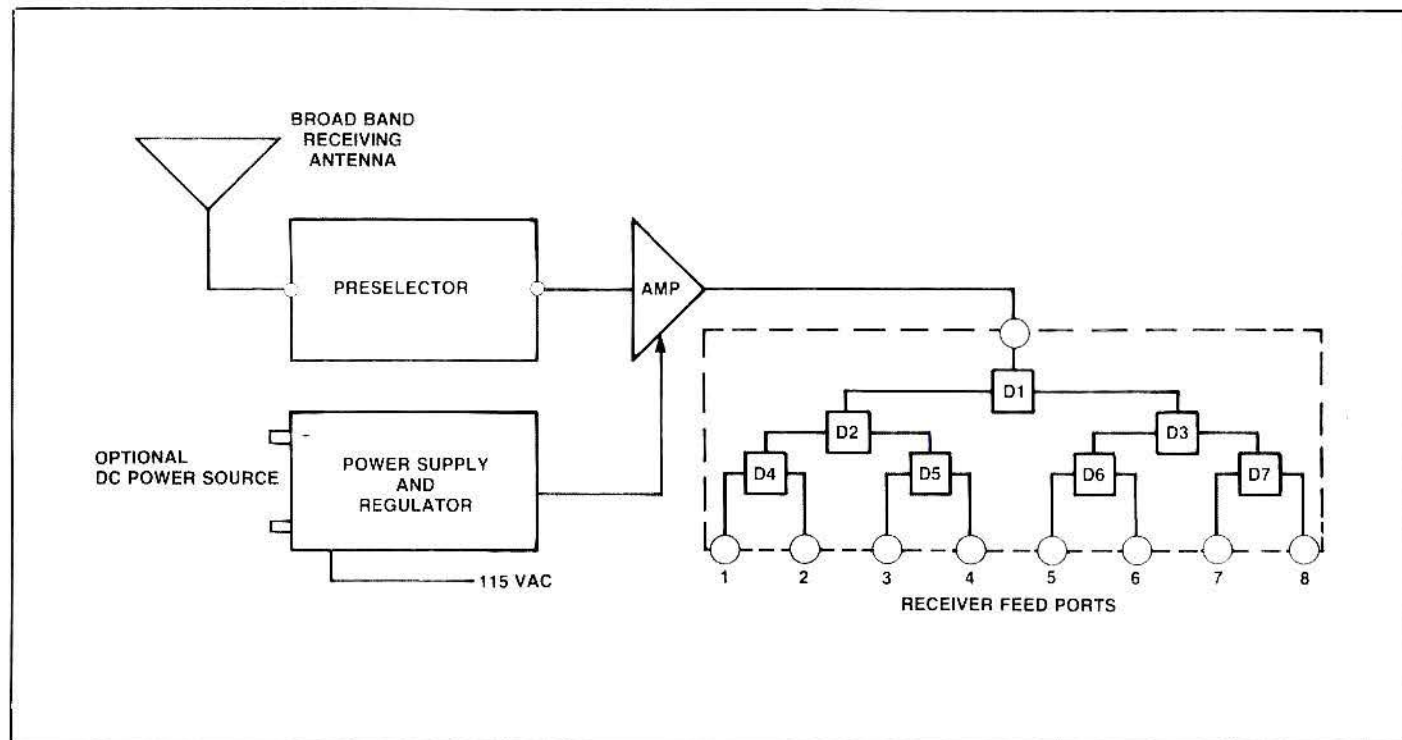 BROAD BAND
RECEIVING
ANTENNA
PRESELECTOR
AMP
OPTIONAL
DC POWER SOURCE
-
POWER SUPPLY
AND
REGULATOR
115 VAC
D1
D2
D3
D4
D5
D6
D7
1 2 3 4 5 6 7 8
RECEIVER FEED PORTS